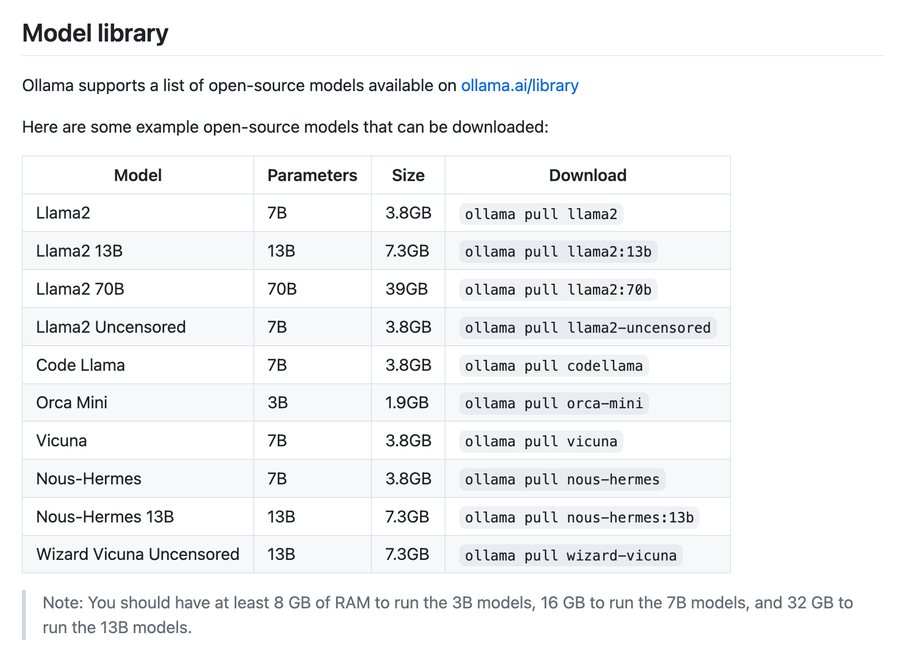 Model library
Ollama supports a list of open-source models available on ollama.ai/library
Here are some example open-source models that can be downloaded:
Model Parameters Size Download
Llama2 7B 3.8GB ollama pull llama2
Llama2 13B 13B 7.3GB ollama pull llama2:13b
Llama2 70B 70B 39GB ollama pull llama2:70b
Llama2 Uncensored 7B 3.8GB ollama pull llama2-uncensored
Code Llama 7B 3.8GB ollama pull codellama
Orca Mini 3B 1.9GB ollama pull orca-mini
Vicuna 7B 3.8GB ollama pull vicuna
Nous-Hermes 7B 3.8GB ollama pull nous-hermes
Nous-Hermes 13B 13B 7.3GB ollama pull nous-hermes:13b
Wizard Vicuna Uncensored 13B 7.3GB ollama pull wizard-vicuna
Note: You should have at least 8 GB of RAM to run the 3B models, 16 GB to run the 7B models, and 32 GB to
run the 13B models.